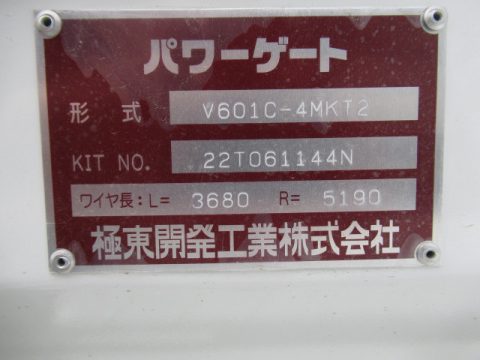 パワーゲート
形 式 V601C-4MKT2
KIT NO. 22T061144N
ワイヤ長:L= 3680 R= 5190
極東開発工業株式会社